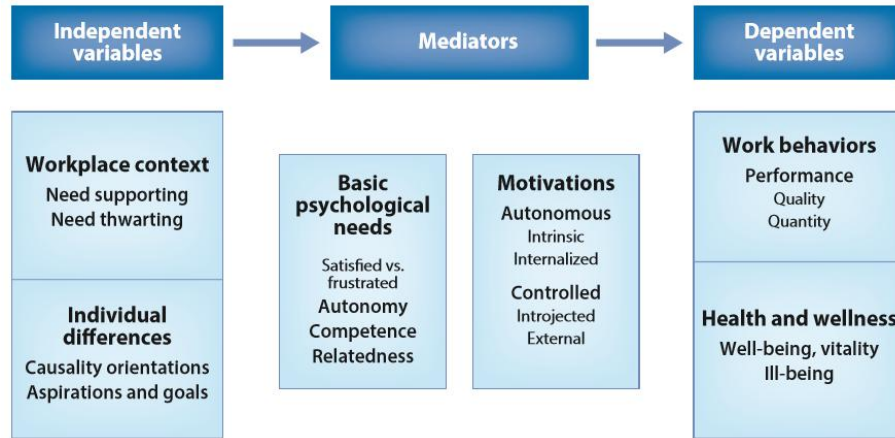 Independent
variables
Mediators
Dependent
variables
Workplace context
Need supporting
Need thwarting
Individual
differences
Causality orientations
Aspirations and goals
Basic
psychological
needs
Satisfied vs.
frustrated
Autonomy
Competence
Relatedness
Motivations
Autonomous
Intrinsic
Internalized
Controlled
Introjected
External
Work behaviors
Performance
Quality
Quantity
Health and wellness
Well-being, vitality
Ill-being